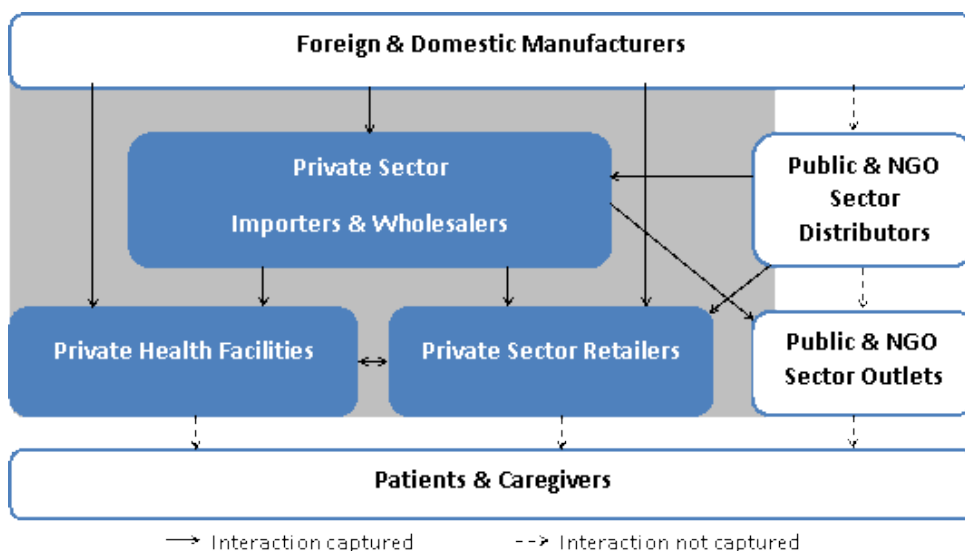 Foreign & Domestic Manufacturers
Private Sector
Importers & Wholesalers
Public & NGO
Sector
Distributors
Private Health Facilities
Private Sector Retailers
Public & NGO
Sector Outlets
Patients & Caregivers
Interaction captured
Interaction not captured